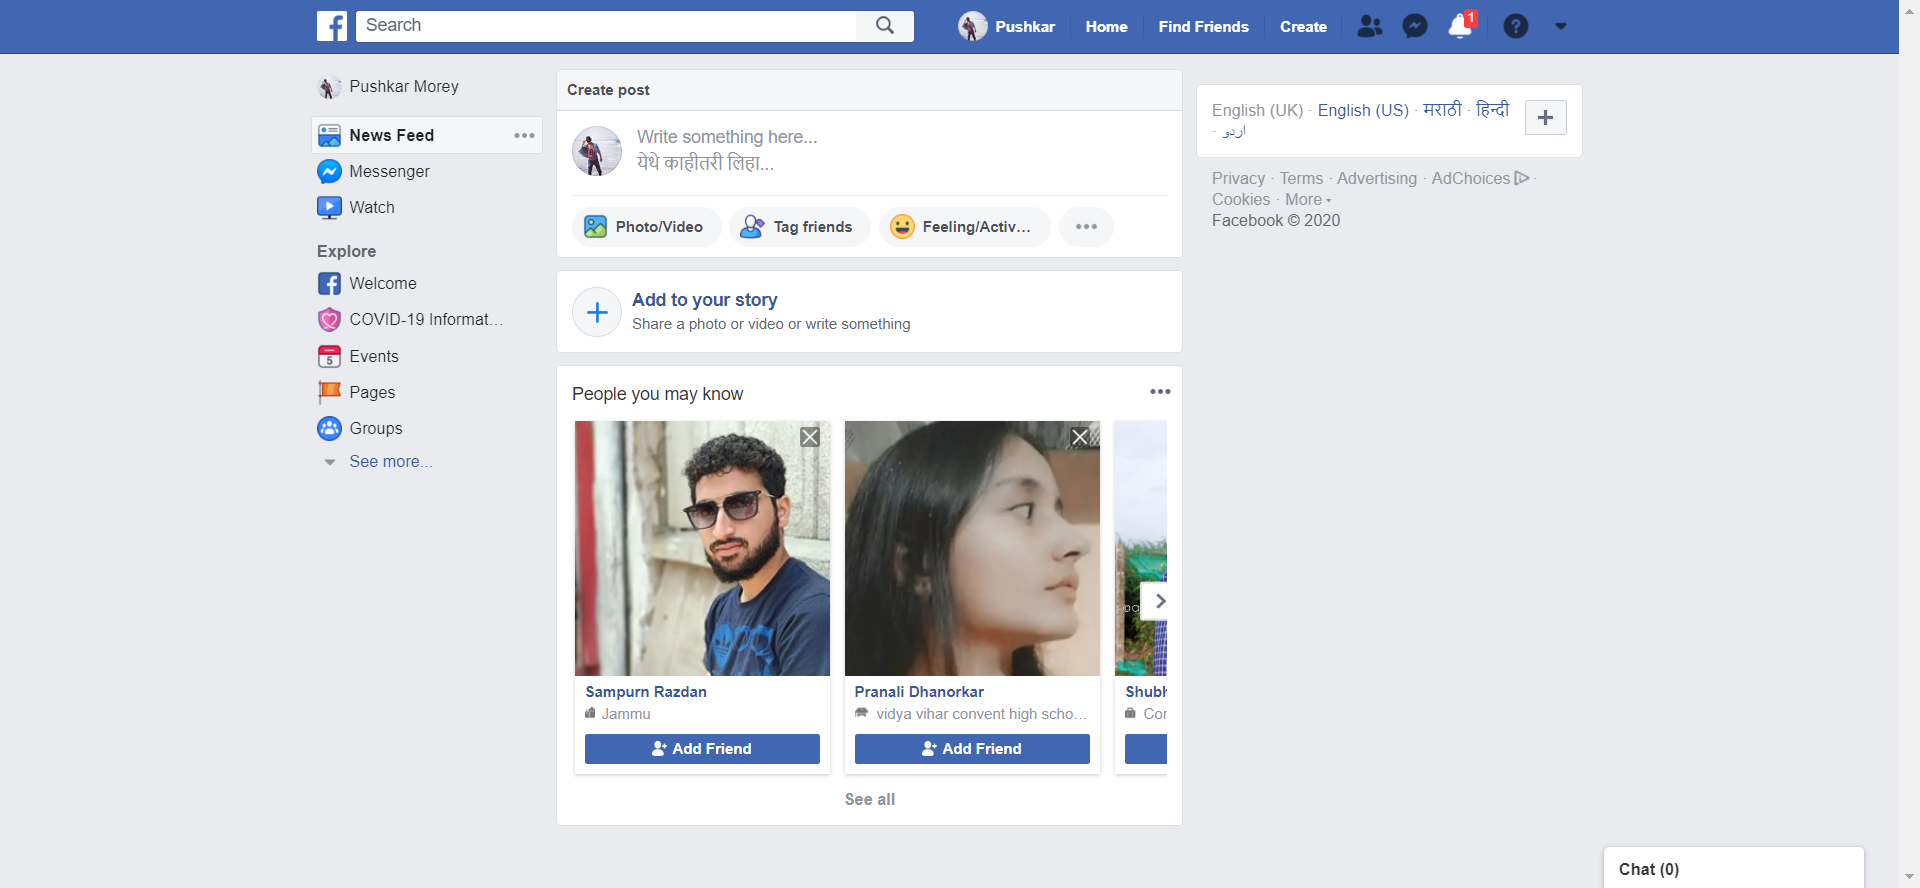 Search
Pushkar
Home
Find Friends
Create
1
Pushkar Morey
News Feed
Messenger
Watch
Explore
Welcome
COVID-19 Informat...
5
Events
Pages
Groups
See more...
Create post
Write something here...
येथे काहीतरी लिहा...
Photo/Video
Tag friends
Feeling/Activ...
Add to your story
Share a photo or video or write something
People you may know
Sampurn Razdan
Jammu
Add Friend
Pranali Dhanorkar
vidya vihar convent high scho...
Add Friend
See all
English (UK) · English (US) · मराठी · हिन्दी
· اردو
Privacy · Terms · Advertising · AdChoices ·
Cookies · More
Facebook © 2020
Chat (0)